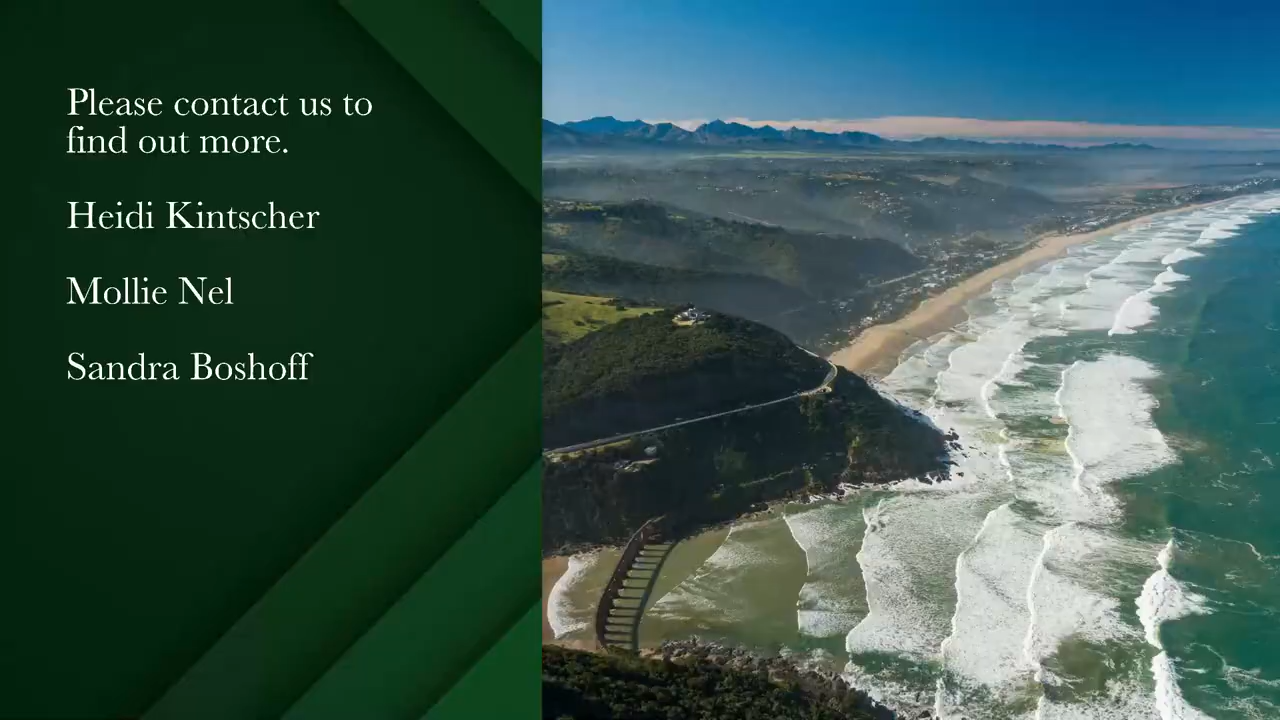 Please contact us to
find out more.
Heidi Kintscher
Mollie Nel
Sandra Boshoff